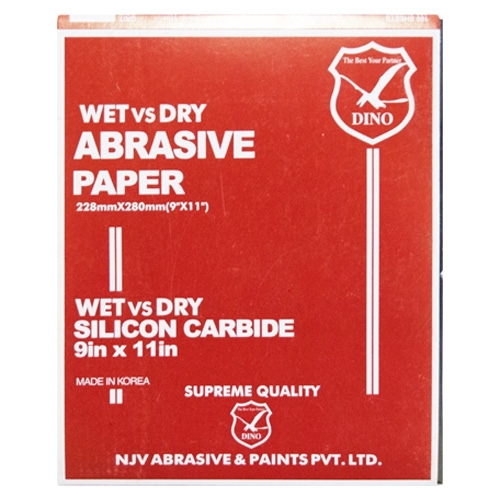 The Best Your Partner
DINO
WET vs DRY
ABRASIVE
PAPER
228mmX280mm(9"X11")
WET vs DRY
SILICON CARBIDE
9in x 11in
MADE IN KOREA
SUPREME QUALITY
DINO
NJV ABRASIVE & PAINTS PVT. LTD.